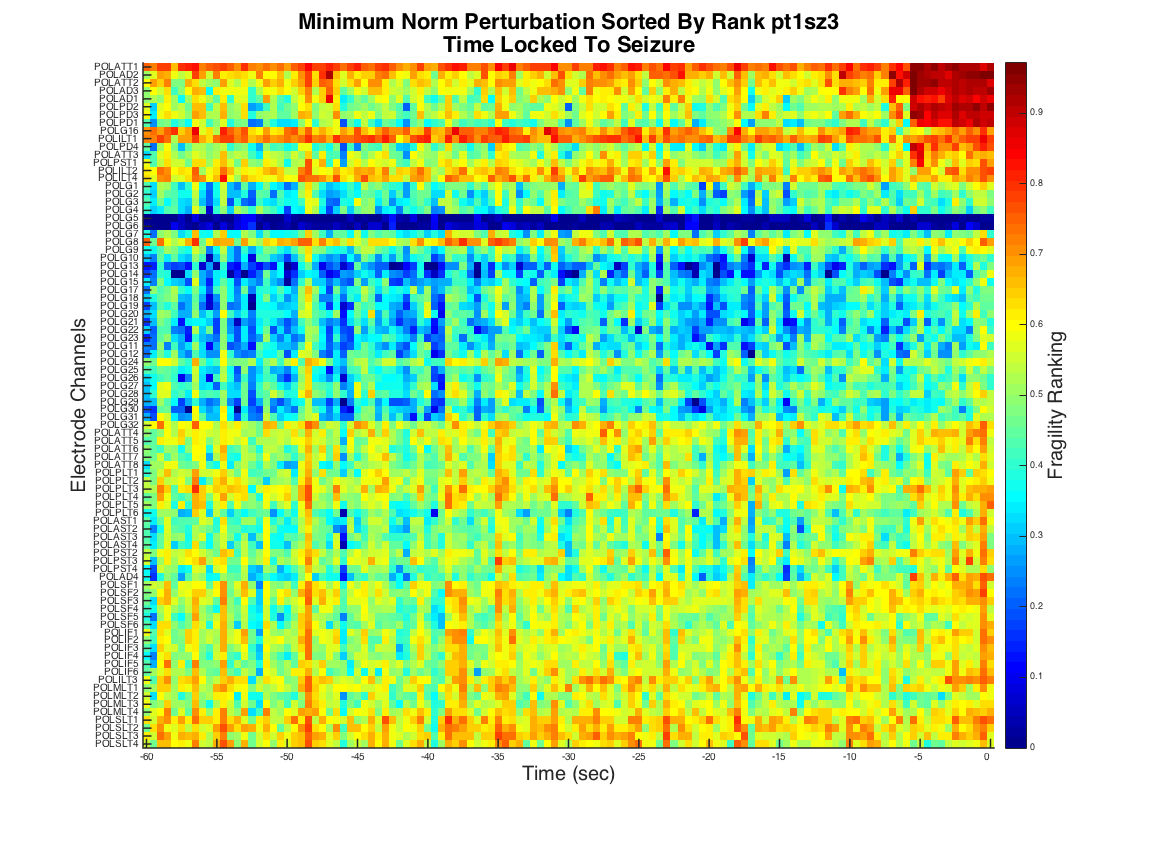 Minimum Norm Perturbation Sorted By Rank pt1sz3
Time Locked To Seizure
Electrode Channels
POLATT1
POLAD2
POLATT2
POLAD3
POLAD1
POLPD2
POLPD3
POLPD1
POLG16
POLILT1
POLPD4
POLATT3
POLPST1
POLILT2
POLILT4
POLG1
POLG2
POLG3
POLG4
POLG5
POLG6
POLG7
POLG8
POLG9
POLG10
POLG13
POLG14
POLG15
POLG17
POLG18
POLG19
POLG20
POLG21
POLG22
POLG23
POLG11
POLG12
POLG24
POLG25
POLG26
POLG27
POLG28
POLG29
POLG30
POLG31
POLG32
POLATT4
POLATT5
POLATT6
POLATT7
POLATT8
POLPLT1
POLPLT2
POLPLT3
POLPLT4
POLPLT5
POLPLT6
POLAST1
POLAST2
POLAST3
POLAST4
POLPST2
POLPST3
POLPST4
POLAD4
POLSF1
POLSF2
POLSF3
POLSF4
POLSF5
POLSF6
POLIF1
POLIF2
POLIF3
POLIF4
POLIF5
POLIF6
POLILT3
POLMLT1
POLMLT2
POLMLT3
POLMLT4
POLSLT1
POLSLT2
POLSLT3
POLSLT4
-60 -55 -50 -45 -40 -35 -30 -25 -20 -15 -10 -5 0
Time (sec)
0.9
0.8
0.7
0.6
0.5
0.4
0.3
0.2
0.1
0
Fragility Ranking